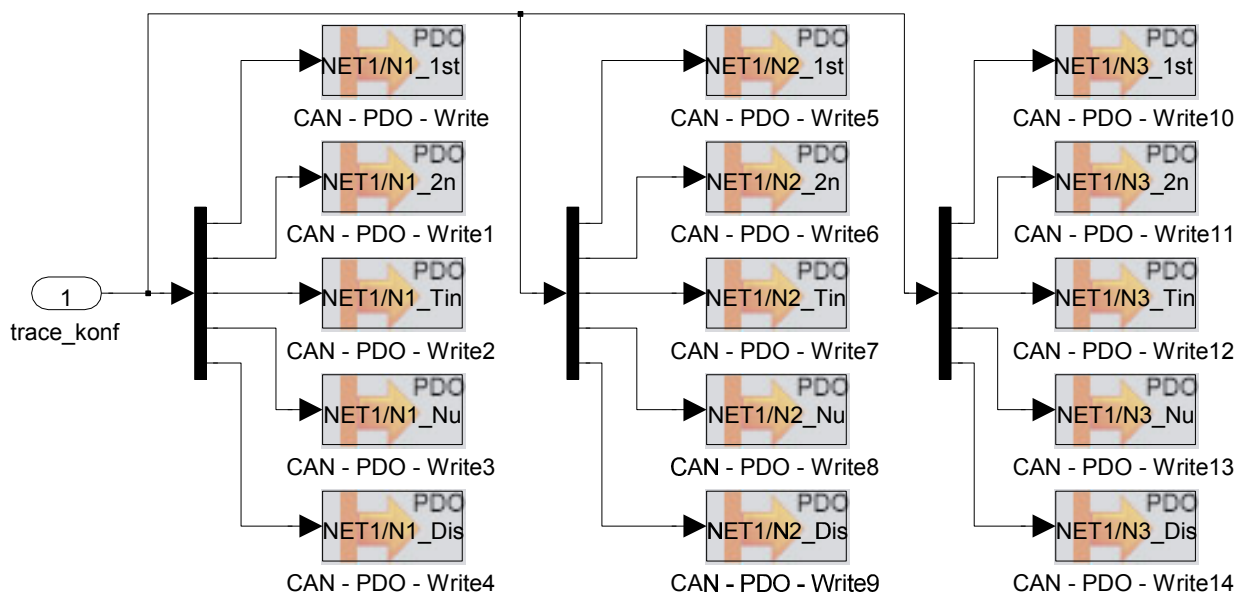 PDO
NET1/N1_1st
CAN - PDO - Write
PDO
NET1/N1_2n
CAN - PDO - Write1
PDO
NET1/N1_Tin
CAN - PDO - Write2
PDO
NET1/N1_Nu
CAN - PDO - Write3
PDO
NET1/N1_Dis
CAN - PDO - Write4
1
trace_konf
PDO
NET1/N2_1st
CAN - PDO - Write5
PDO
NET1/N2_2n
CAN - PDO - Write6
PDO
NET1/N2_Tin
CAN - PDO - Write7
PDO
NET1/N2_Nu
CAN - PDO - Write8
PDO
NET1/N2_Dis
CAN - PDO - Write9
PDO
NET1/N3_1st
CAN - PDO - Write10
PDO
NET1/N3_2n
CAN - PDO - Write11
PDO
NET1/N3_Tin
CAN - PDO - Write12
PDO
NET1/N3_Nu
CAN - PDO - Write13
PDO
NET1/N3_Dis
CAN - PDO - Write14